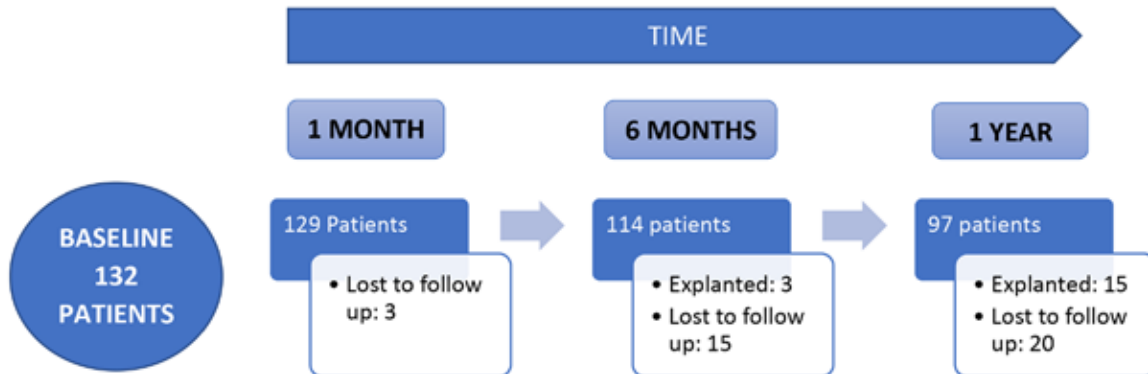 TIME
1 MONTH
6 MONTHS
1 YEAR
BASELINE
132
PATIENTS
129 Patients
• Lost to follow
up: 3
114 patients
• Explanted: 3
• Lost to follow
up: 15
97 patients
• Explanted: 15
• Lost to follow
up: 20